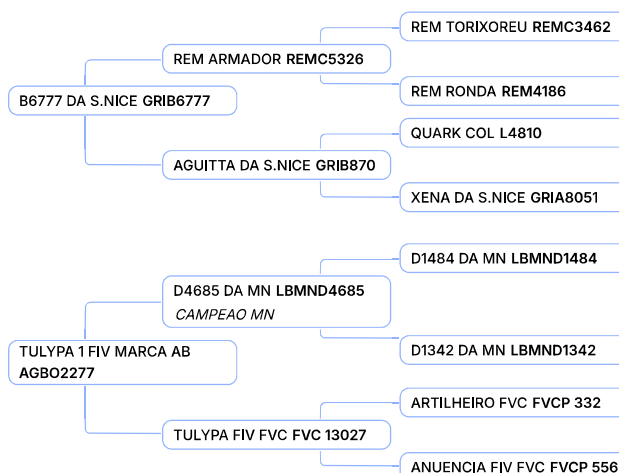 REM TORIXOREU REMC3462
REM ARMADOR REMC5326
REM RONDA REM4186
B6777 DA S.NICE GRIB6777
QUARK COL L4810
AGUITTA DA S.NICE GRIB870
XENA DA S.NICE GRIA8051
D1484 DA MN LBMND1484
D4685 DA MN LBMND4685
CAMPEAO MN
D1342 DA MN LBMND1342
TULYPA 1 FIV MARCA AB
AGBO2277
ARTILHEIRO FVC FVCP 332
TULYPA FIV FVC FVC 13027
ANUENCIA FIV FVC FVCP 556